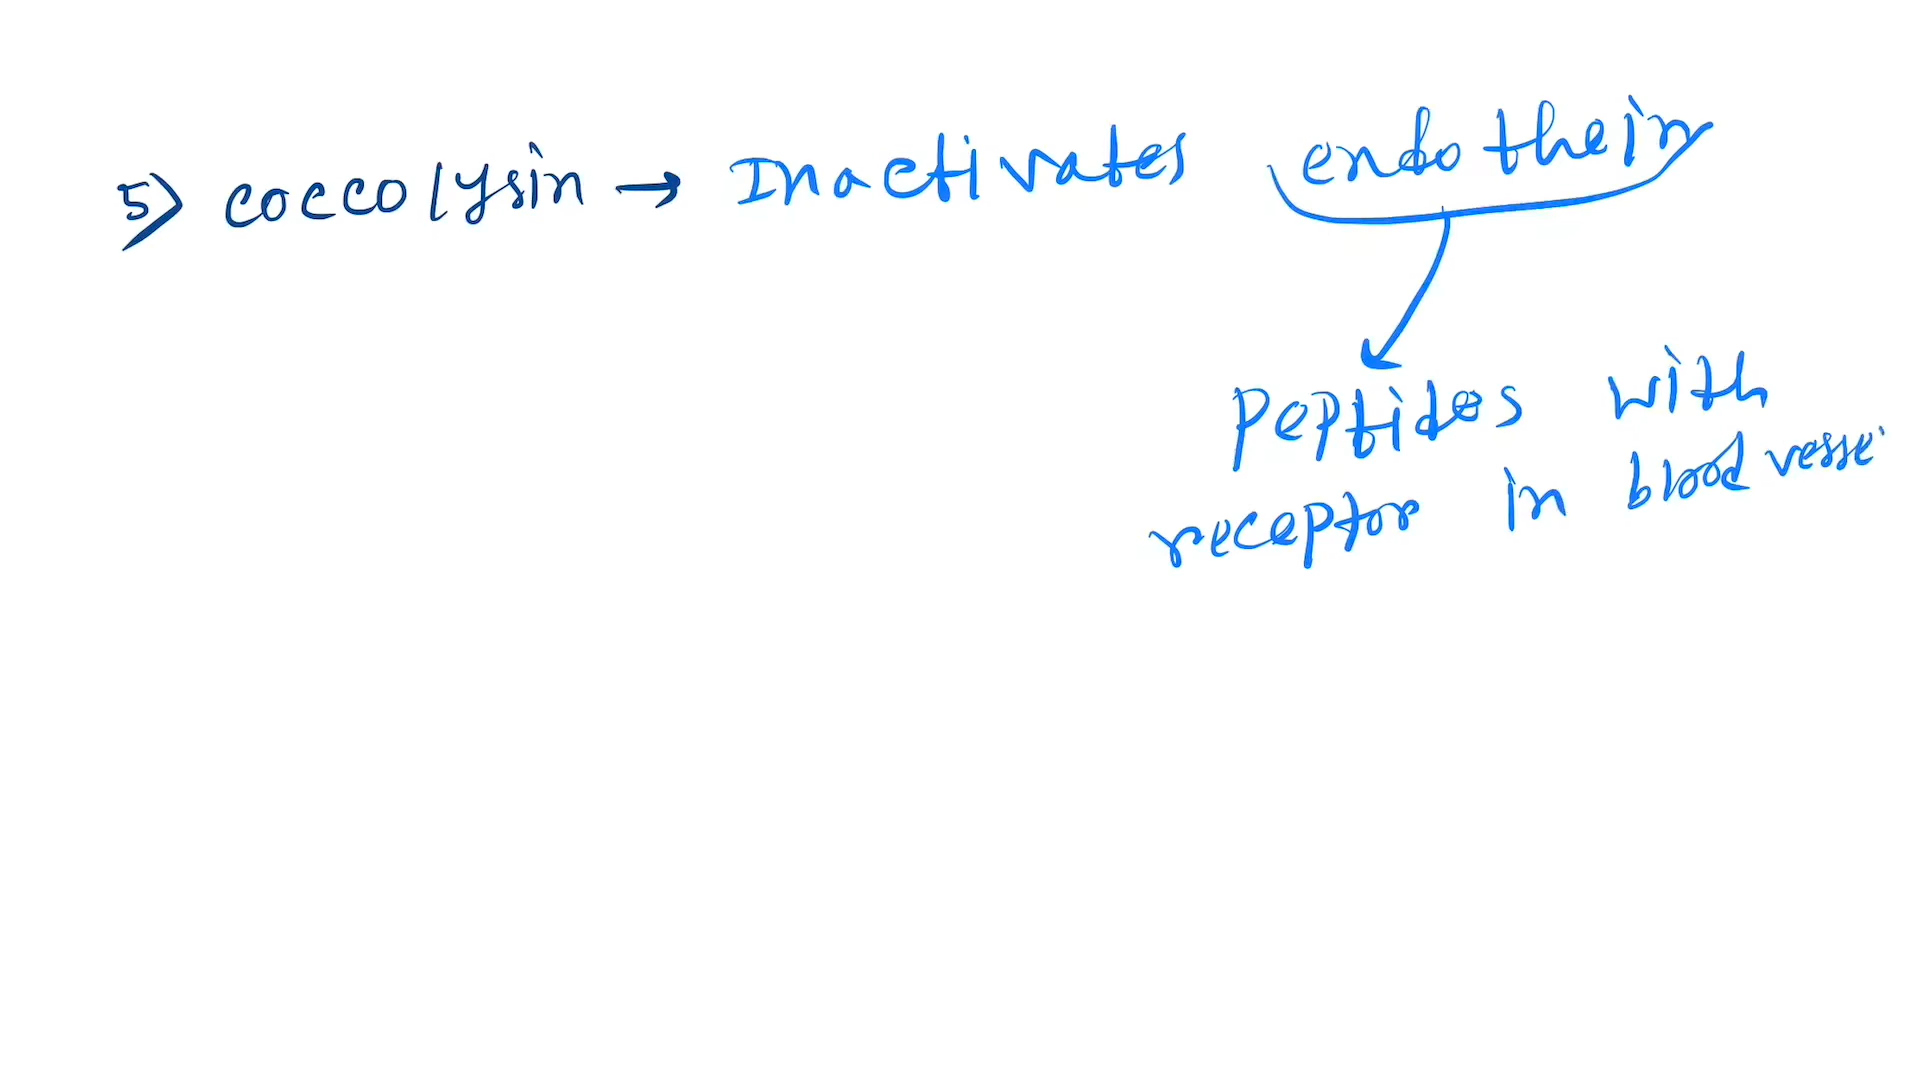 5) coccolysin → Inactivates endothein
Peptides with
receptor in blood vesse